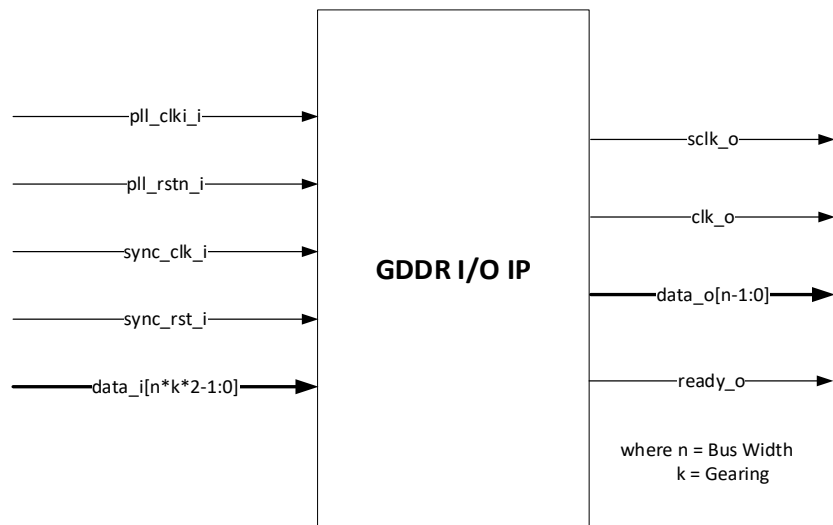 pll_clki_i
pll_rstn_i
sync_clk_i
sync_rst_i
data_i[n*k*2-1:0]
GDDR I/O IP
sclk_o
clk_o
data_o[n-1:0]
ready_o
where n = Bus Width
k = Gearing